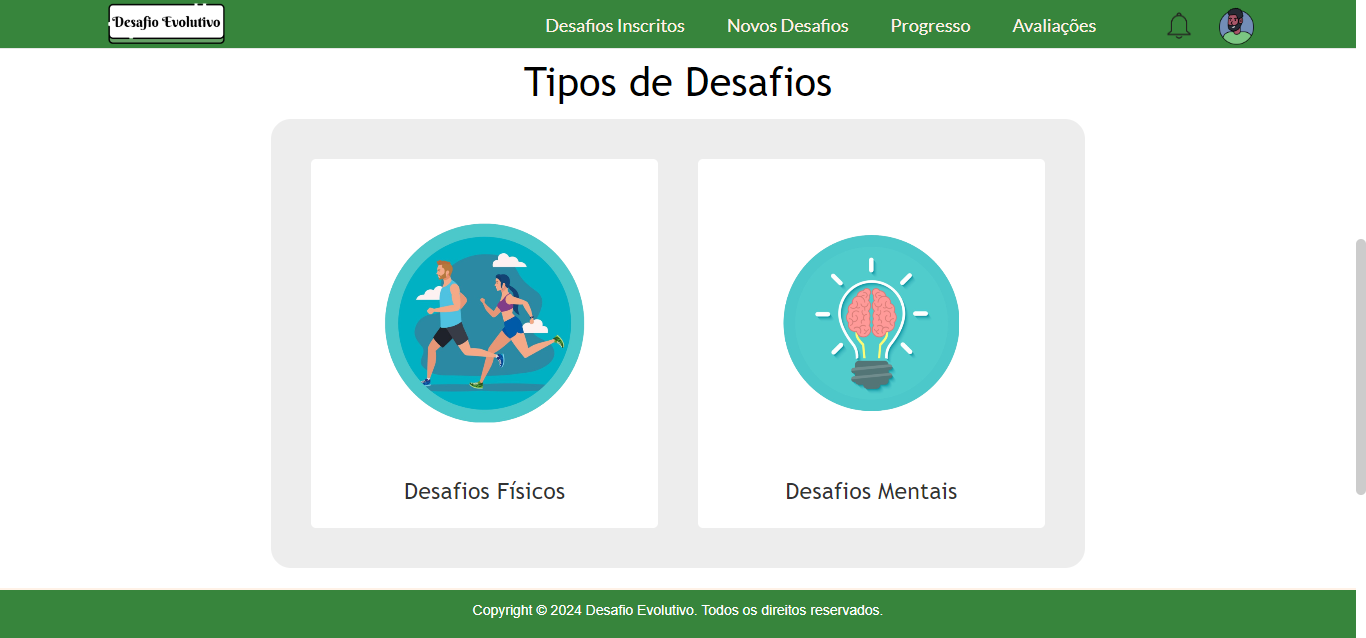 Desafio Evolutivo
Desafios Inscritos
Novos Desafios
Progresso
Avaliações
Tipos de Desafios
Desafios Físicos
Desafios Mentais
Copyright © 2024 Desafio Evolutivo. Todos os direitos reservados.